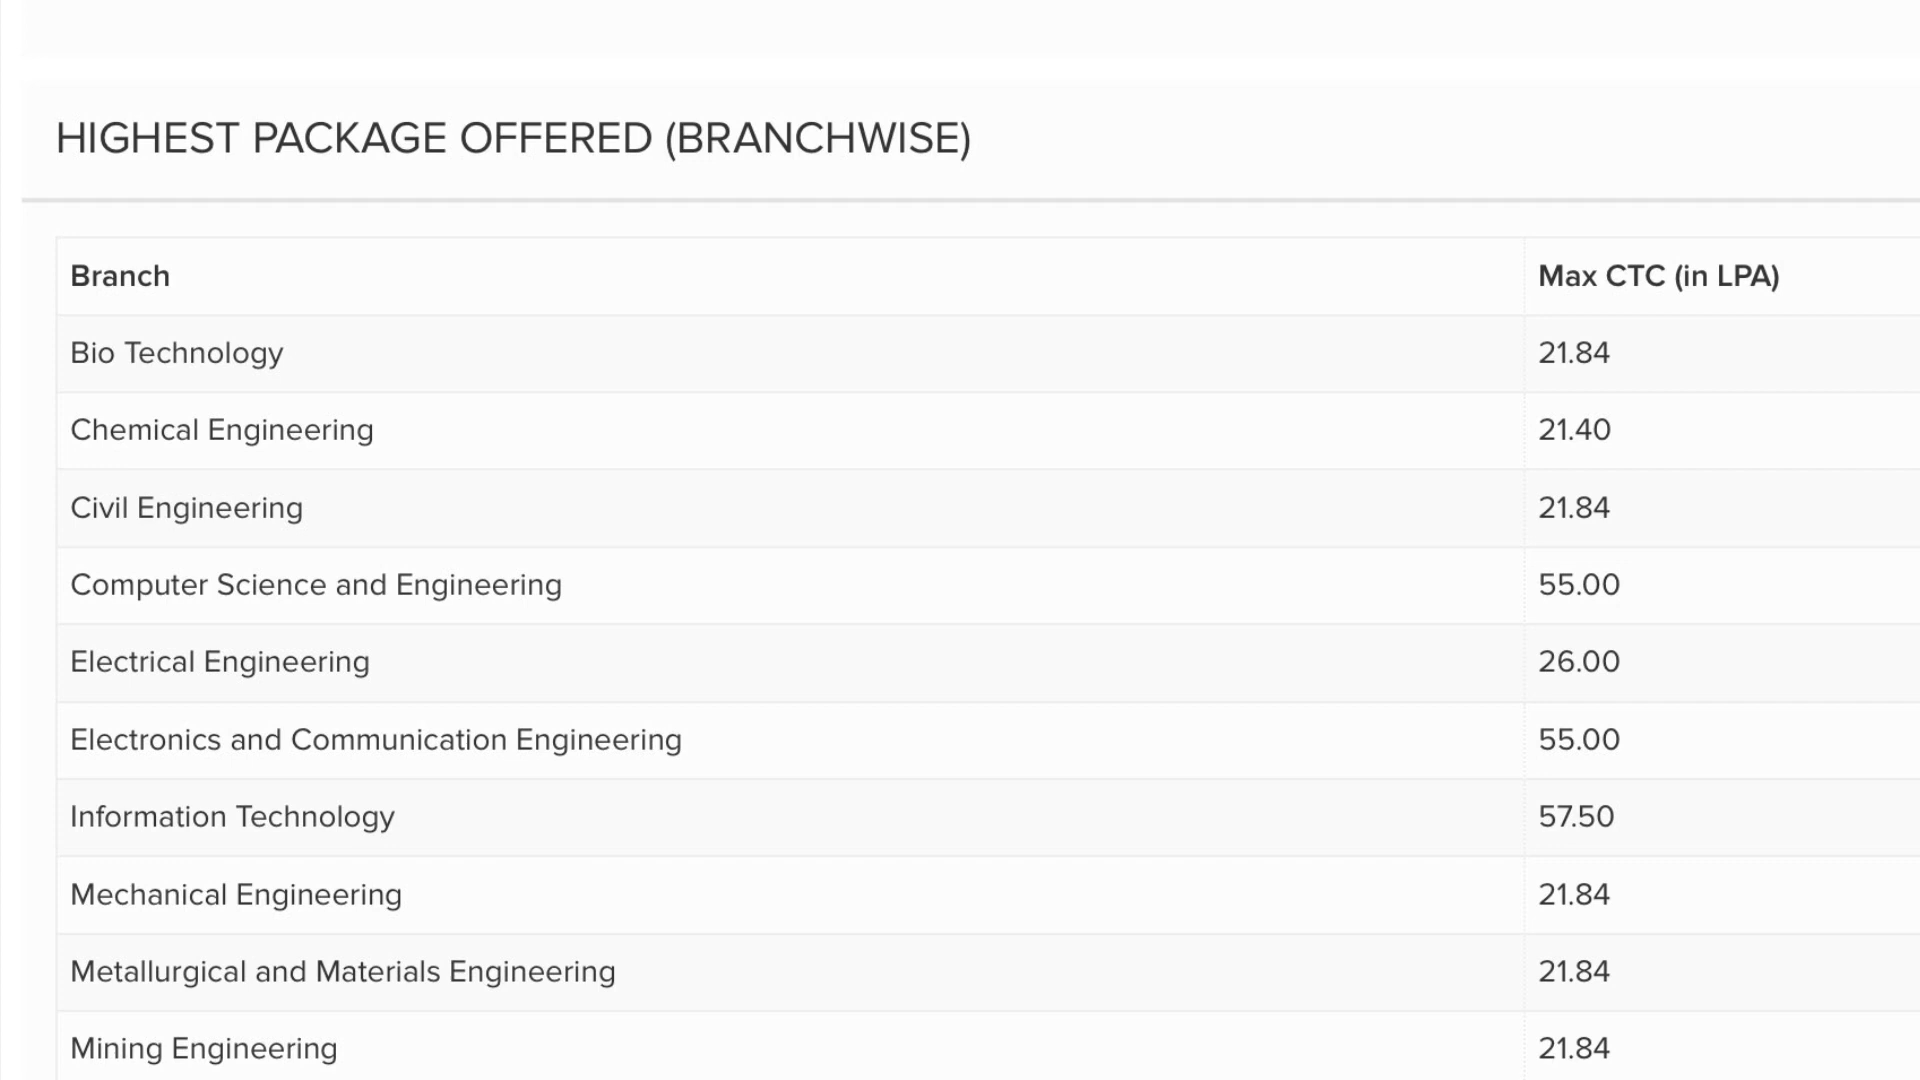 HIGHEST PACKAGE OFFERED (BRANCHWISE)
Branch Max CTC (in LPA)
Bio Technology 21.84
Chemical Engineering 21.40
Civil Engineering 21.84
Computer Science and Engineering 55.00
Electrical Engineering 26.00
Electronics and Communication Engineering 55.00
Information Technology 57.50
Mechanical Engineering 21.84
Metallurgical and Materials Engineering 21.84
Mining Engineering 21.84